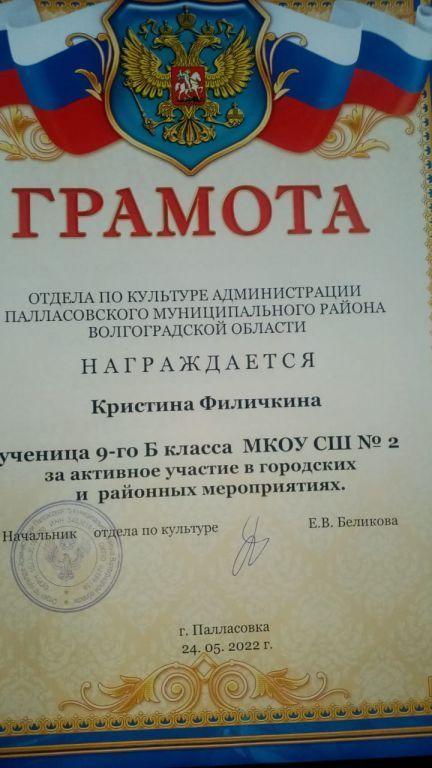 ГРАМОТА
ОТДЕЛА ПО КУЛЬТУРЕ АДМИНИСТРАЦИИ
ПАЛЛАСОВСКОГО МУНИЦИПАЛЬНОГО РАЙОНА
ВОЛГОГРАДСКОЙ ОБЛАСТИ
НАГРАЖДАЕТСЯ
Кристина Филичкина
ученица 9-го Б класса МКОУ СШ № 2
за активное участие в городских
и районных мероприятиях.
Начальник отдела по культуре Е.В. Беликова
г. Палласовка
24. 05. 2022 г.